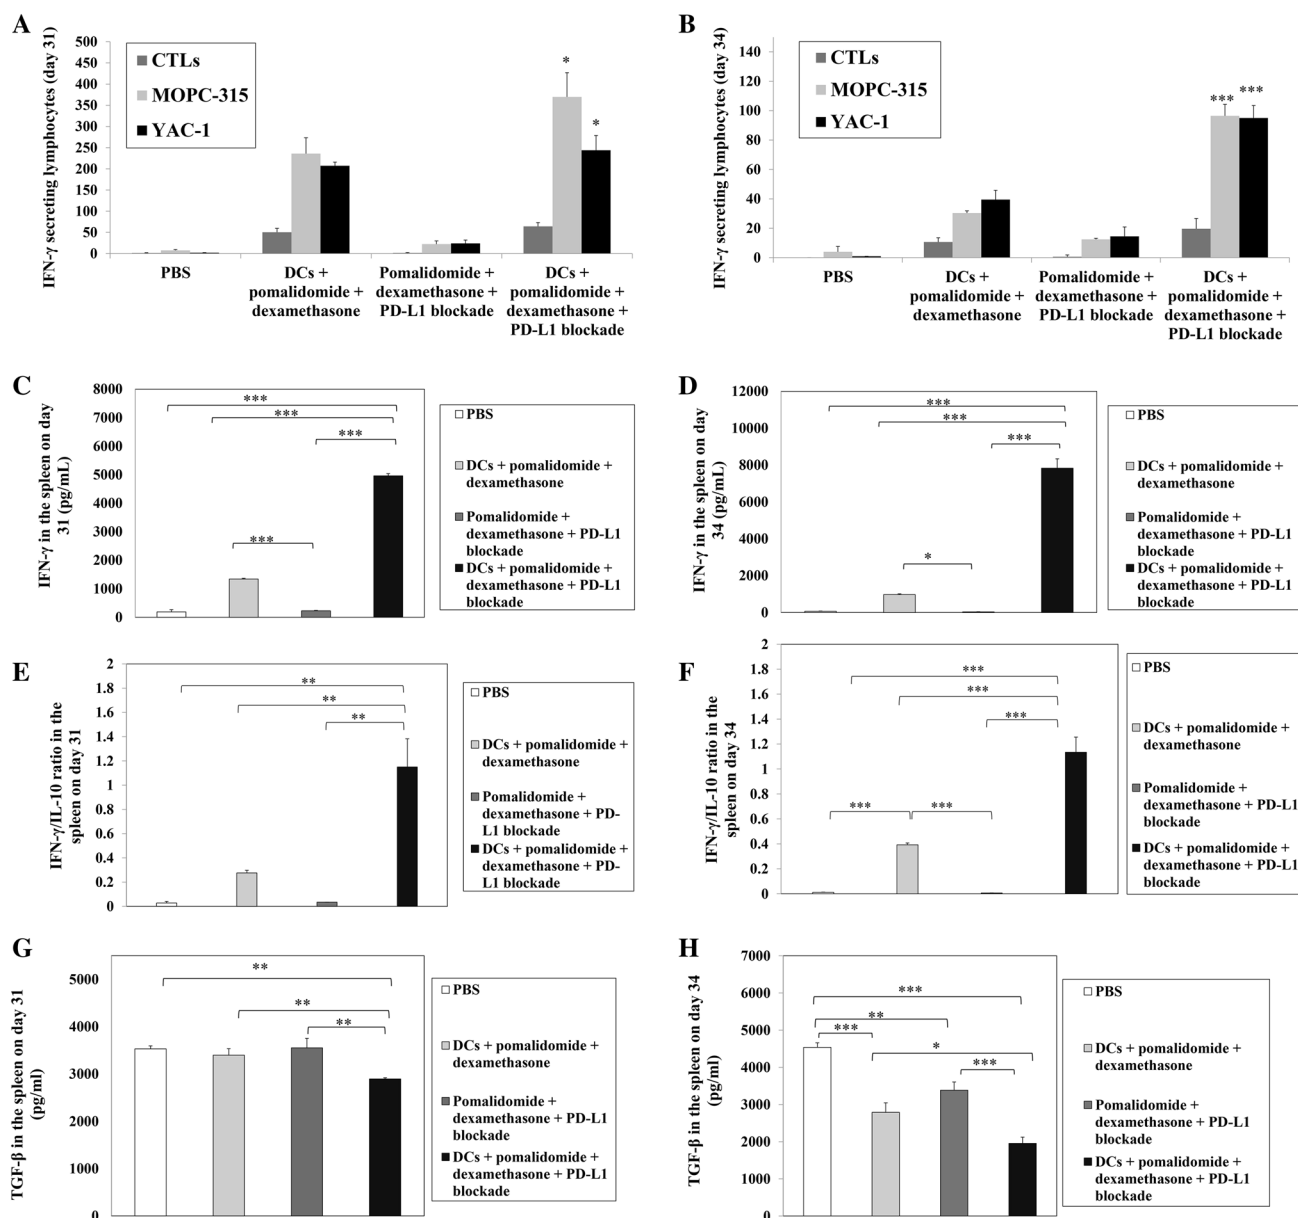 A
IFN-γ secreting lymphocytes (day 31)
500
450
400
350
300
250
200
150
100
50
0
CTLs
MOPC-315
YAC-1
*
*
PBS
DCs +
pomalidomide +
dexamethasone
Pomalidomide +
dexamethasone +
PD-L1 blockade
DCs +
pomalidomide +
dexamethasone +
PD-L1 blockade
B
IFN-γ secreting lymphocytes (day 34)
140
120
100
80
60
40
20
0
CTLs
MOPC-315
YAC-1
***
***
PBS
DCs +
pomalidomide +
dexamethasone
Pomalidomide +
dexamethasone +
PD-L1 blockade
DCs +
pomalidomide +
dexamethasone +
PD-L1 blockade
C
IFN-γ in the spleen on day
31 (pg/mL)
8000
7000
6000
5000
4000
3000
2000
1000
0
***
***
***
***
PBS
DCs + pomalidomide +
dexamethasone
Pomalidomide +
dexamethasone + PD-L1
blockade
DCs + pomalidomide +
dexamethasone + PD-L1
blockade
D
IFN-γ in the spleen on day
34 (pg/mL)
12000
10000
8000
6000
4000
2000
0
***
***
***
*
PBS
DCs + pomalidomide +
dexamethasone
Pomalidomide +
dexamethasone + PD-L1
blockade
DCs + pomalidomide +
dexamethasone + PD-L1
blockade
E
IFN-γ/IL-10 ratio in the
spleen on day 31
2
1.8
1.6
1.4
1.2
1
0.8
0.6
0.4
0.2
0
**
**
**
PBS
DCs + pomalidomide +
dexamethasone
Pomalidomide +
dexamethasone + PD-
L1 blockade
DCs + pomalidomide +
dexamethasone + PD-
L1 blockade
F
IFN-γ/IL-10 ratio in the
spleen on day 34
2
1.8
1.6
1.4
1.2
1
0.8
0.6
0.4
0.2
0
***
***
***
***
***
PBS
DCs + pomalidomide +
dexamethasone
Pomalidomide +
dexamethasone + PD-L1
blockade
DCs + pomalidomide +
dexamethasone + PD-L1
blockade
G
TGF-β in the spleen on day 31
(pg/ml)
5000
4000
3000
2000
1000
0
**
**
**
PBS
DCs + pomalidomide +
dexamethasone
Pomalidomide +
dexamethasone + PD-L1
blockade
DCs + pomalidomide +
dexamethasone + PD-L1
blockade
H
TGF-β in the spleen on day 34
(pg/ml)
7000
6000
5000
4000
3000
2000
1000
0
***
**
***
*
***
PBS
DCs + pomalidomide +
dexamethasone
Pomalidomide +
dexamethasone + PD-L1
blockade
DCs + pomalidomide +
dexamethasone + PD-L1
blockade